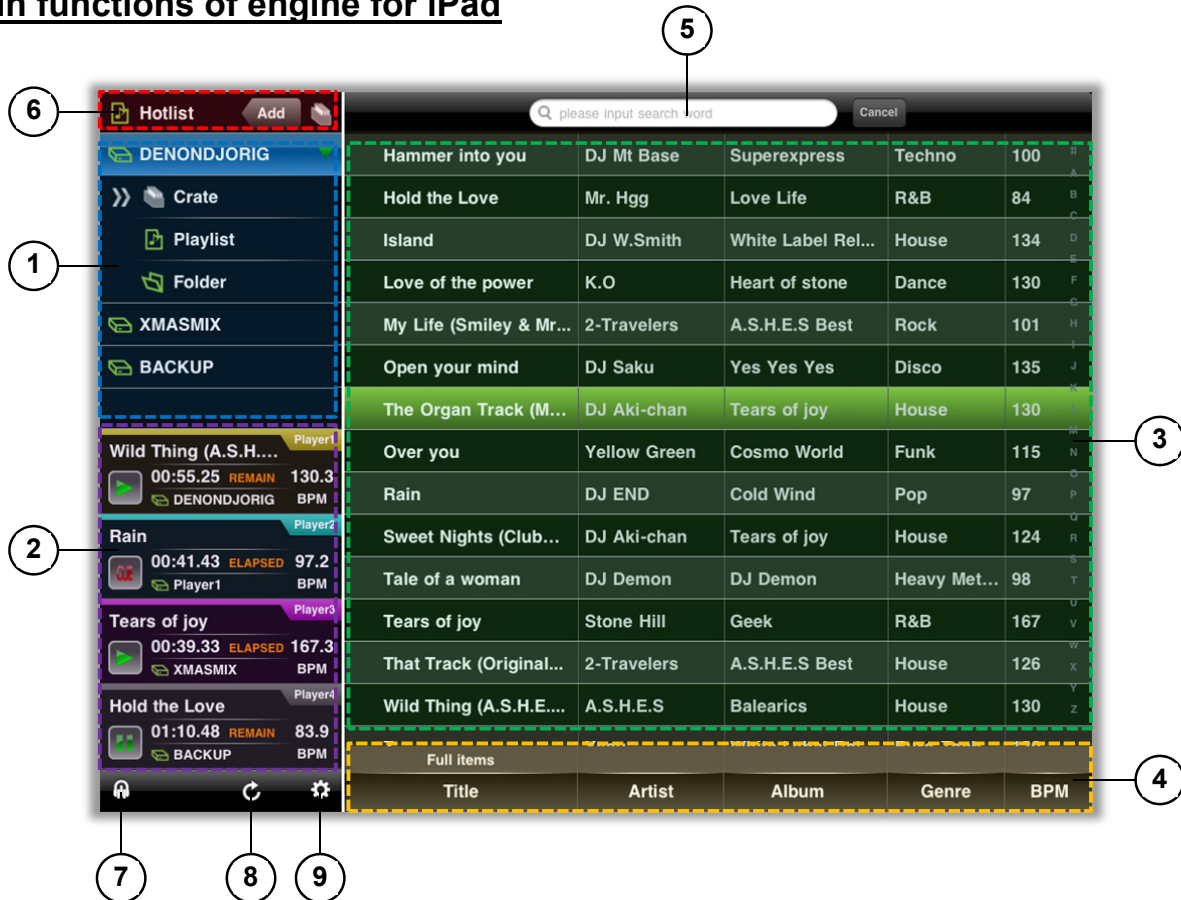 in functions of engine for iPad
5
6
Hotlist Add
please input search word Cancel
DENONDJORIG
Crate
Playlist
Folder
XMASMIX
BACKUP
1
Wild Thing (A.S.H.... Player1
00:55.25 REMAIN 130.3
DENONDJORIG BPM
Rain Player2
00:41.43 ELAPSED 97.2
CUE
Player1 BPM
2
Tears of joy Player3
00:39.33 ELAPSED 167.3
XMASMIX BPM
Hold the Love Player4
01:10.48 REMAIN 83.9
BACKUP BPM
Hammer into you DJ Mt Base Superexpress Techno 100
Hold the Love Mr. Hgg Love Life R&B 84
Island DJ W.Smith White Label Rel... House 134
Love of the power K.O Heart of stone Dance 130
My Life (Smiley & Mr... 2-Travelers A.S.H.E.S Best Rock 101
Open your mind DJ Saku Yes Yes Yes Disco 135
The Organ Track (M... DJ Aki-chan Tears of joy House 130
Over you Yellow Green Cosmo World Funk 115
Rain DJ END Cold Wind Pop 97
Sweet Nights (Club... DJ Aki-chan Tears of joy House 124
Tale of a woman DJ Demon DJ Demon Heavy Met... 98
Tears of joy Stone Hill Geek R&B 167
That Track (Original... 2-Travelers A.S.H.E.S Best House 126
Wild Thing (A.S.H.E.... A.S.H.E.S Balearics House 130
#
A
B
C
D
E
F
G
H
I
J
K
L
M
N
O
P
Q
R
S
T
U
V
W
X
Y
Z
3
Full items
Title Artist Album Genre BPM
4
7
8
9